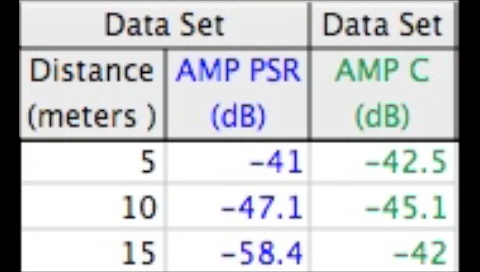 Data Set Data Set
Distance AMP PSR AMP C
(meters ) (dB) (dB)
5 -41 -42.5
10 -47.1 -45.1
15 -58.4 -42